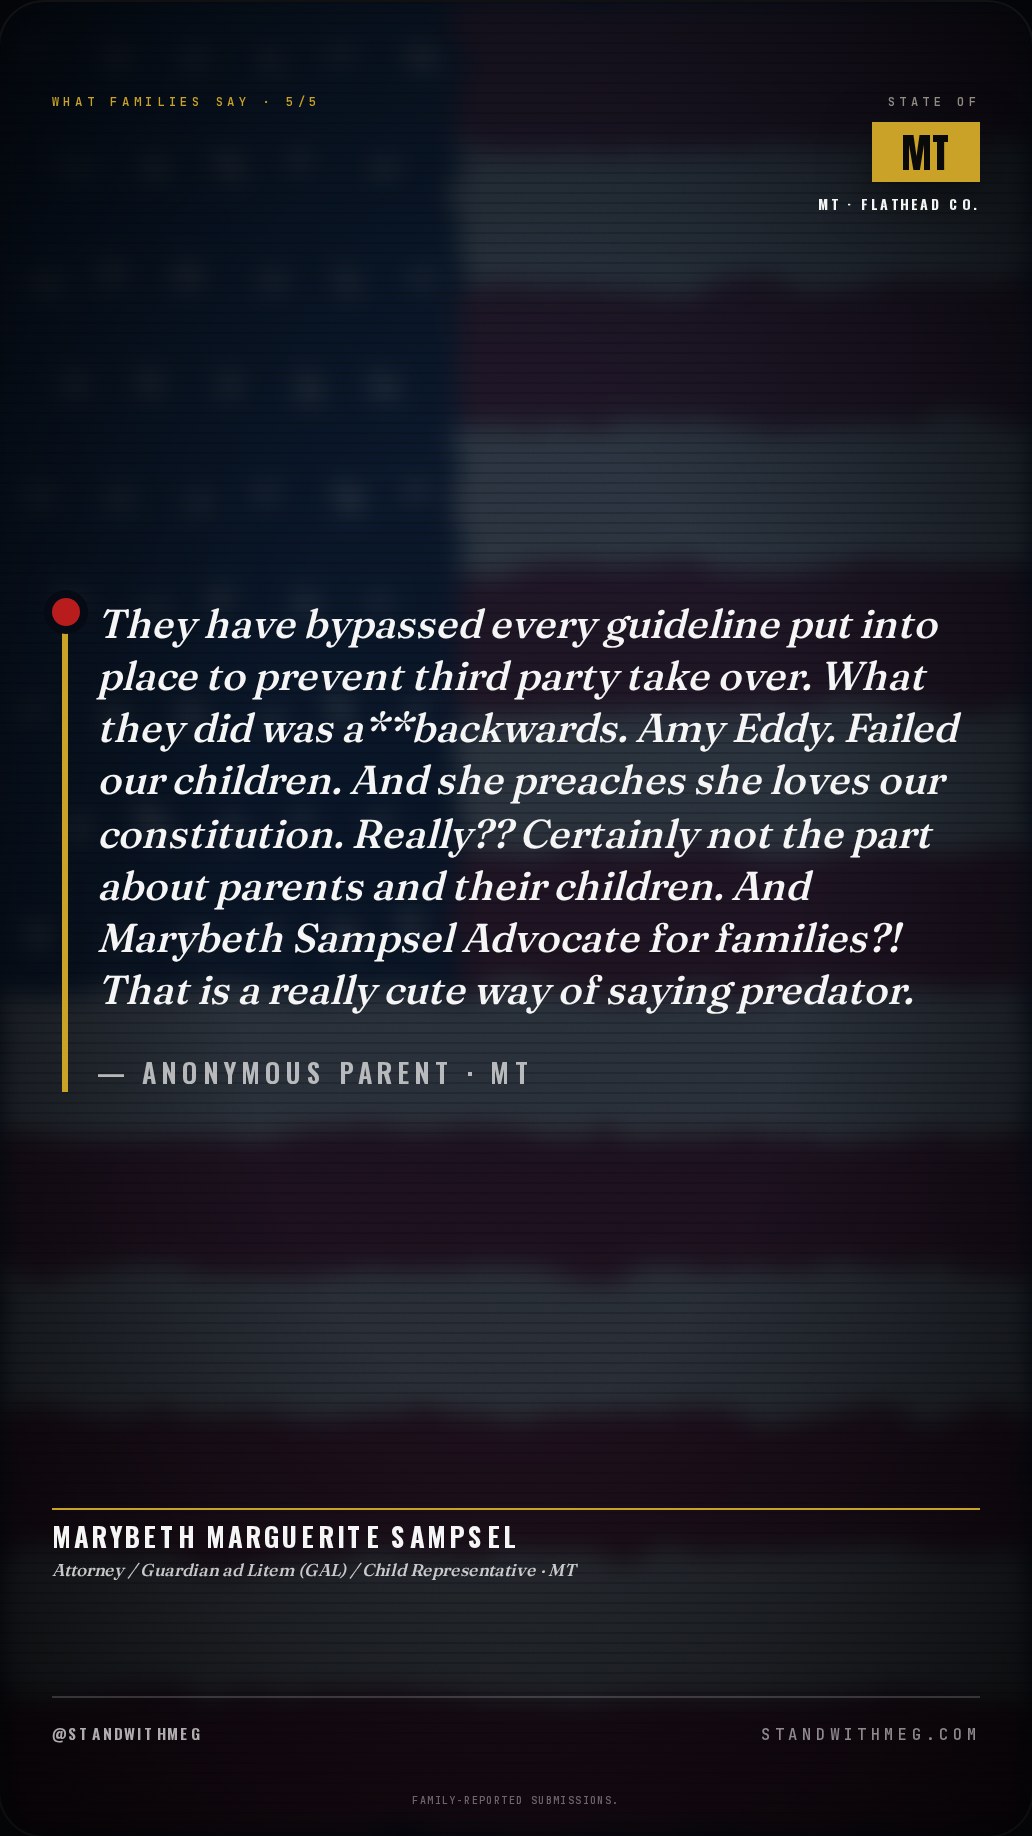 WHAT FAMILIES SAY · 5/5
STATE OF
MT
MT · FLATHEAD CO.
They have bypassed every guideline put into
place to prevent third party take over. What
they did was a**backwards. Amy Eddy. Failed
our children. And she preaches she loves our
constitution. Really?? Certainly not the part
about parents and their children. And
Marybeth Sampsel Advocate for families?!
That is a really cute way of saying predator.
— ANONYMOUS PARENT · MT
MARYBETH MARGUERITE SAMPSEL
Attorney / Guardian ad Litem (GAL) / Child Representative · MT
@STANDWITHMEG
STANDWITHMEG.COM
FAMILY-REPORTED SUBMISSIONS.